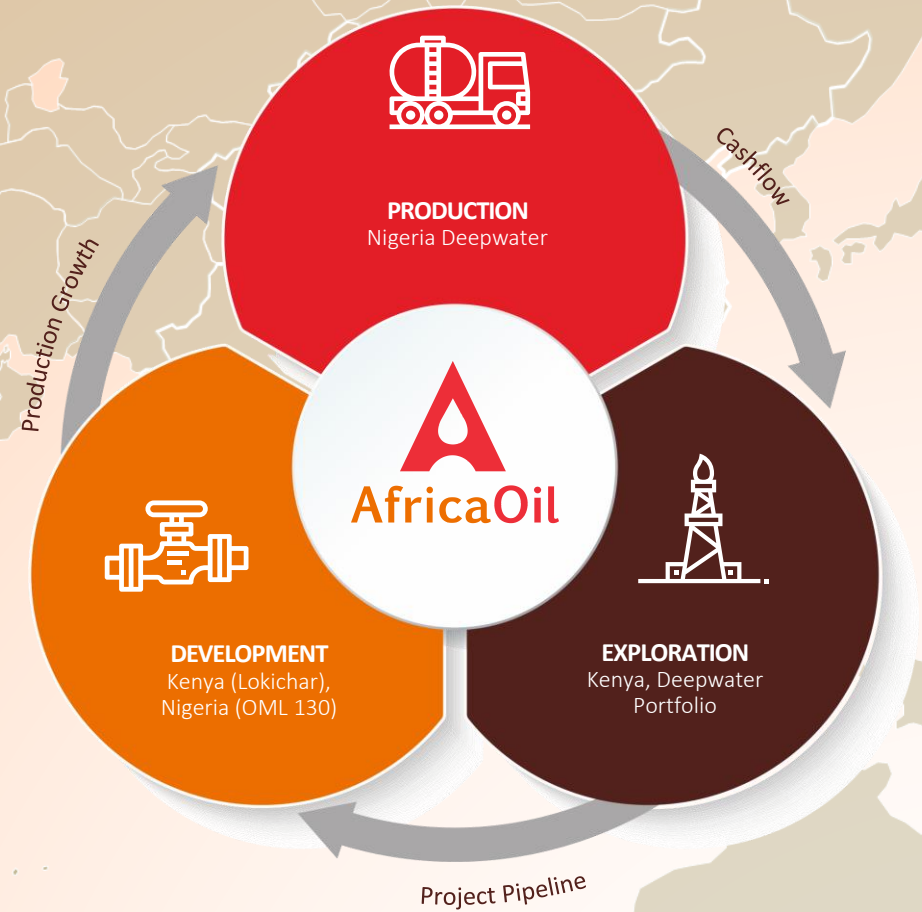 Cashflow
PRODUCTION
Nigeria Deepwater
Production Growth
AfricaOil
DEVELOPMENT
Kenya (Lokichar),
Nigeria (OML 130)
EXPLORATION
Kenya, Deepwater
Portfolio
Project Pipeline